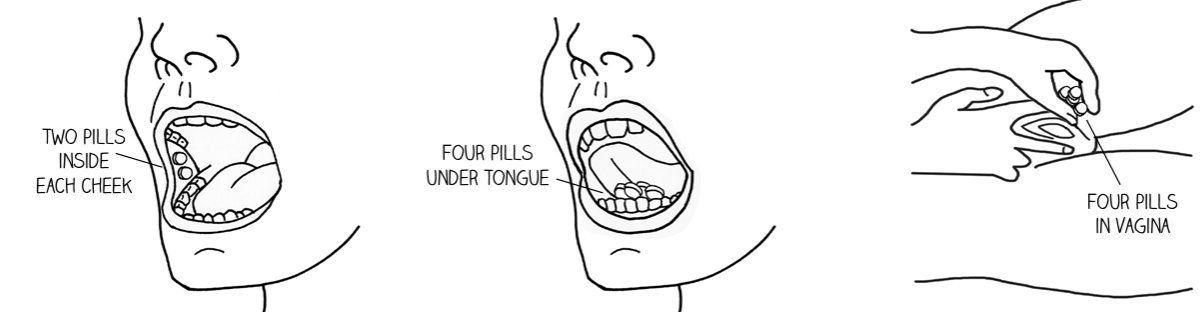 TWO PILLS
INSIDE
EACH CHEEK
FOUR PILLS
UNDER TONGUE
FOUR PILLS
IN VAGINA